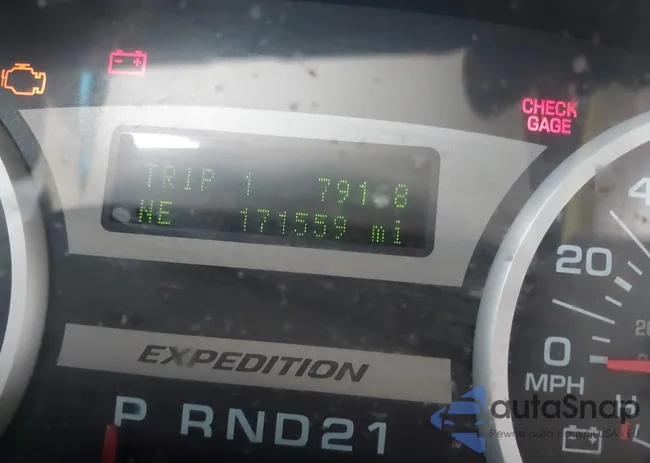 CHECK
GAGE
TRIP 1 791.8
NE 171559 mi
EXPEDITION
P RND21
20
0
MPH
autoSnap